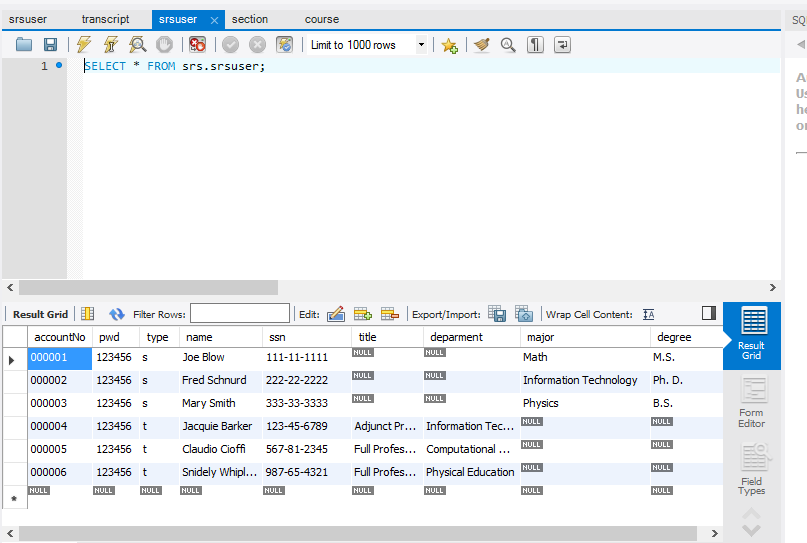 srsuser transcript srsuser section course
SQ
Limit to 1000 rows
1 SELECT * FROM srs.srsuser;
Result Grid Filter Rows: Edit: Export/Import: Wrap Cell Content:
accountNo pwd type name ssn title deparment major degree
000001 123456 s Joe Blow 111-11-1111 NULL NULL Math M.S.
000002 123456 s Fred Schnurd 222-22-2222 NULL NULL Information Technology Ph. D.
000003 123456 s Mary Smith 333-33-3333 NULL NULL Physics B.S.
000004 123456 t Jacquie Barker 123-45-6789 Adjunct Pr... Information Tec... NULL NULL
000005 123456 t Claudio Cioffi 567-81-2345 Full Profes... Computational ... NULL NULL
000006 123456 t Snidely Whipl... 987-65-4321 Full Profes... Physical Education NULL NULL
* NULL NULL NULL NULL NULL NULL NULL NULL NULL
Result
Grid
Form
Editor
Field
Types